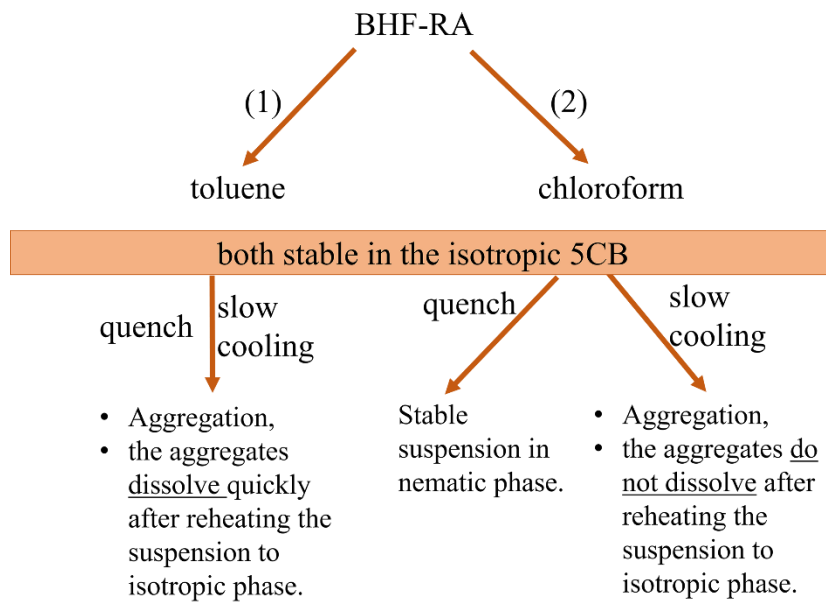 BHF-RA
(1)
(2)
toluene
chloroform
both stable in the isotropic 5CB
quench
slow
cooling
quench
slow
cooling
• Aggregation,
• the aggregates
dissolve quickly
after reheating the
suspension to
isotropic phase.
Stable
suspension in
nematic phase.
• Aggregation,
• the aggregates do
not dissolve after
reheating the
suspension to
isotropic phase.